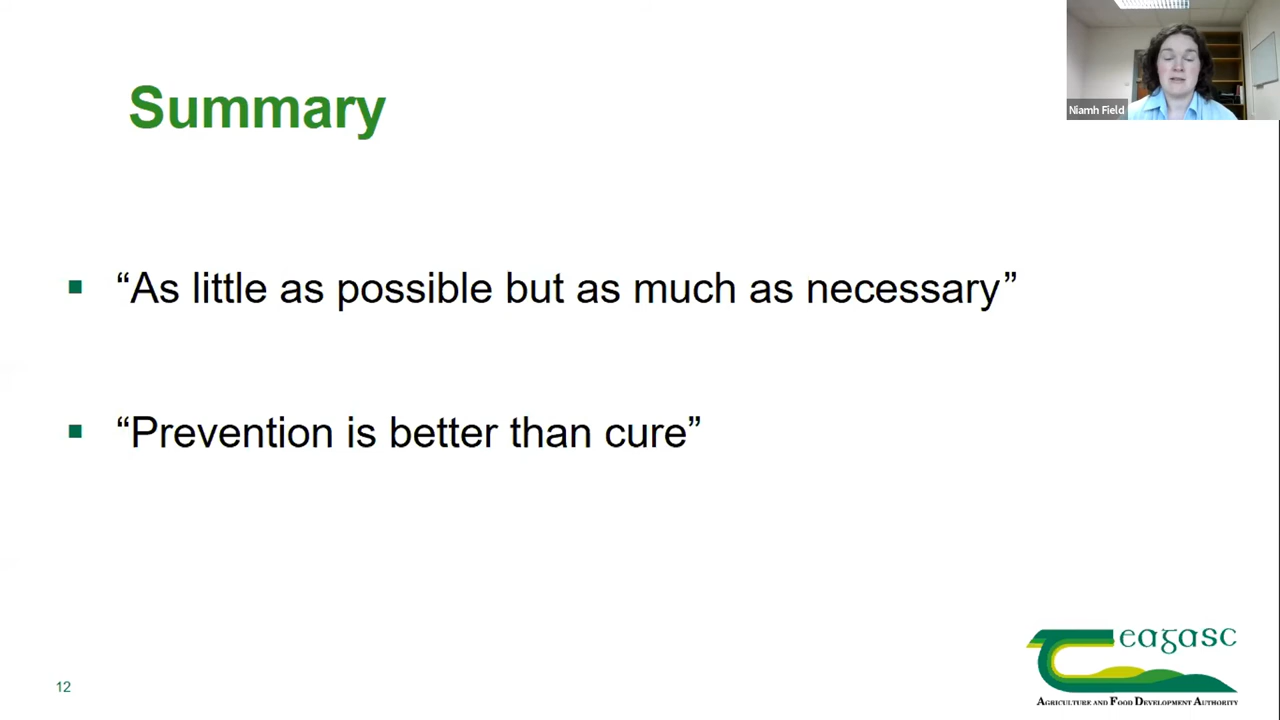 Niamh Field
Summary
“As little as possible but as much as necessary”
“Prevention is better than cure”
12
eagasc
AGRICULTURE AND FOOD DEVELOPMENT AUTHORITY